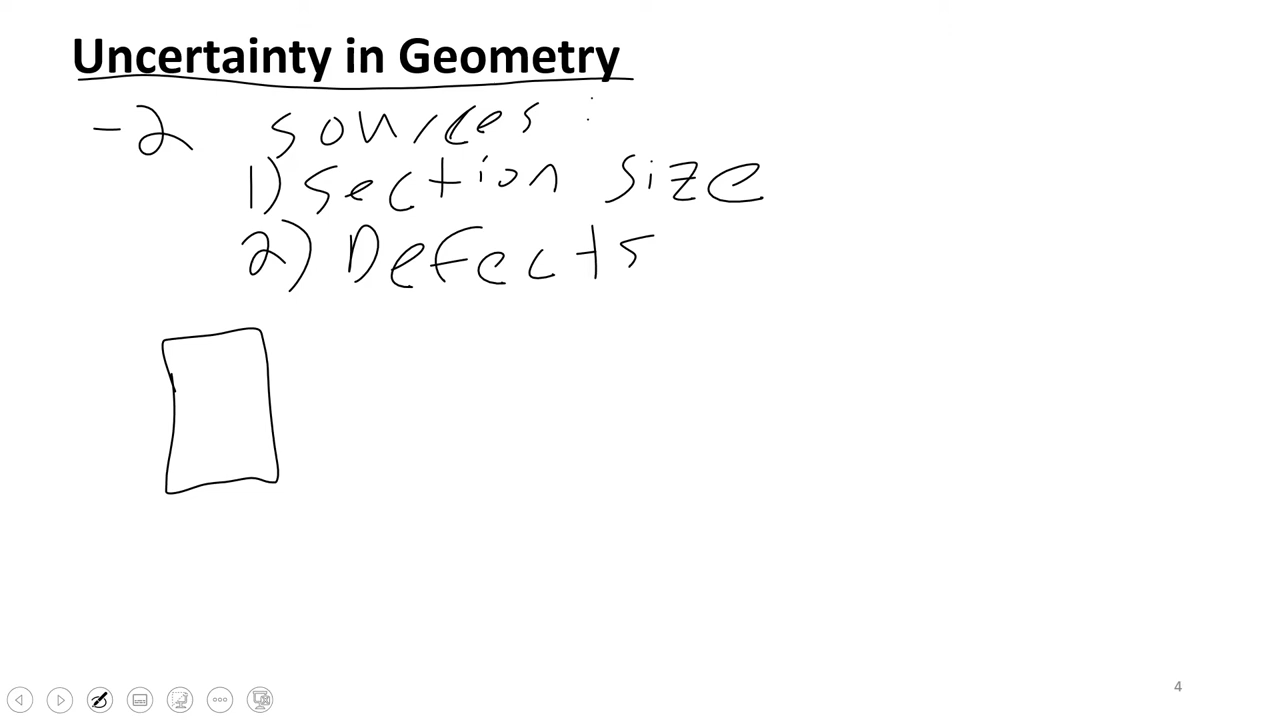 Uncertainty in Geometry
- 2 sources :
1) Section size
2) Defects
4